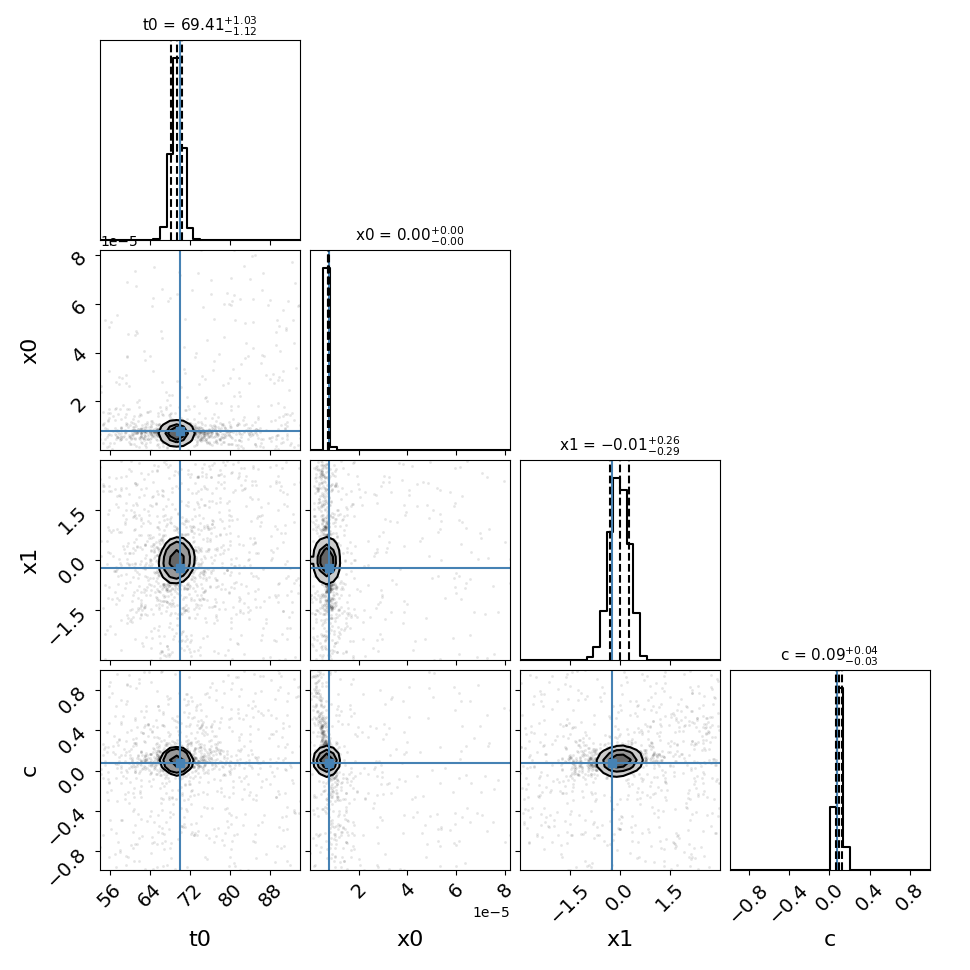 t0 = 69.41+1.03−1.12
1e−5
x0 = 0.00+0.00−0.00
8
6
4
2
x0
x1 = −0.01+0.26−0.29
1.5
0.0
−1.5
x1
c = 0.09+0.04−0.03
0.8
0.4
0.0
−0.4
−0.8
c
56 64 72 80 88
2 4 6 8
1e−5
−1.5 0.0 1.5
−0.8 −0.4 0.0 0.4 0.8
t0 x0 x1 c